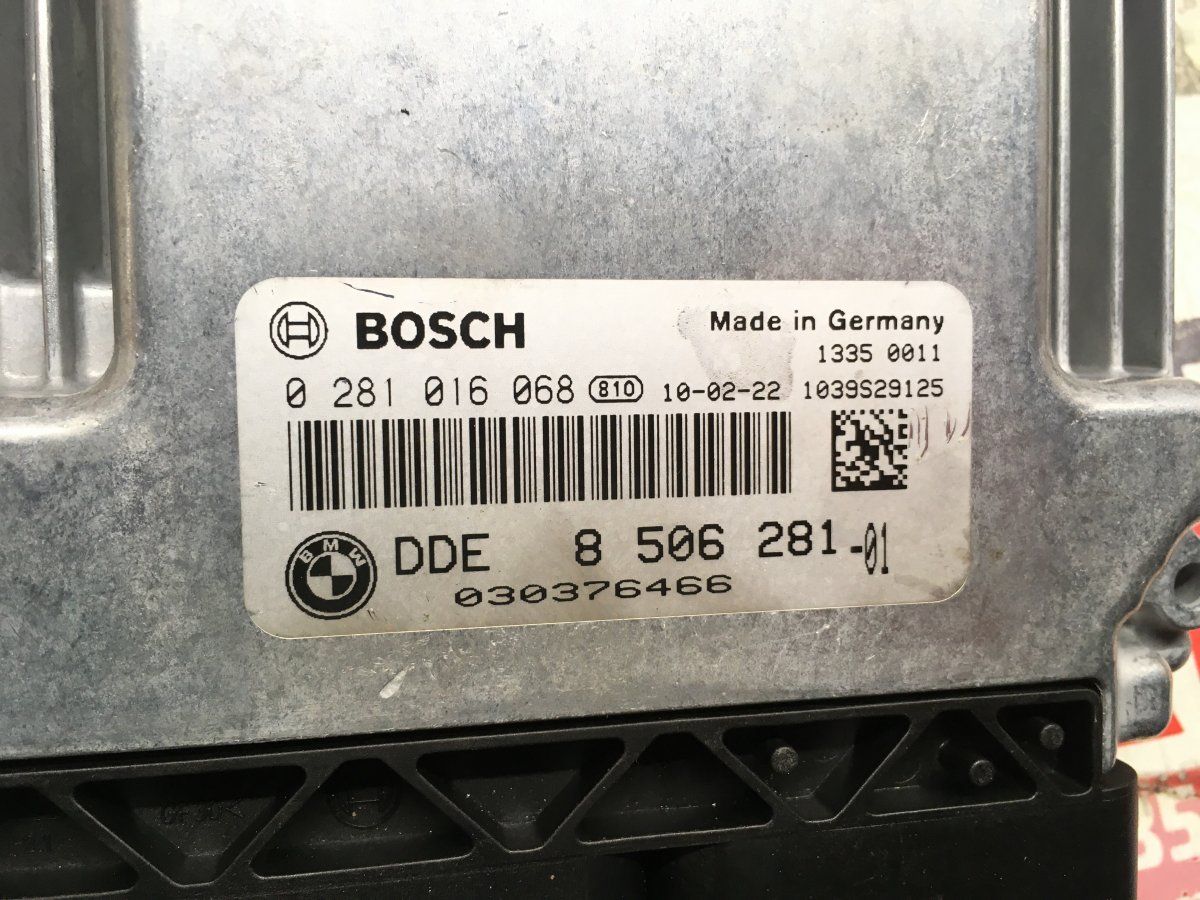 BOSCH
Made in Germany
1335 0011
0 281 016 068 810 10-02-22 1039S29125
BMW
DDE 8 506 281-01
030376466